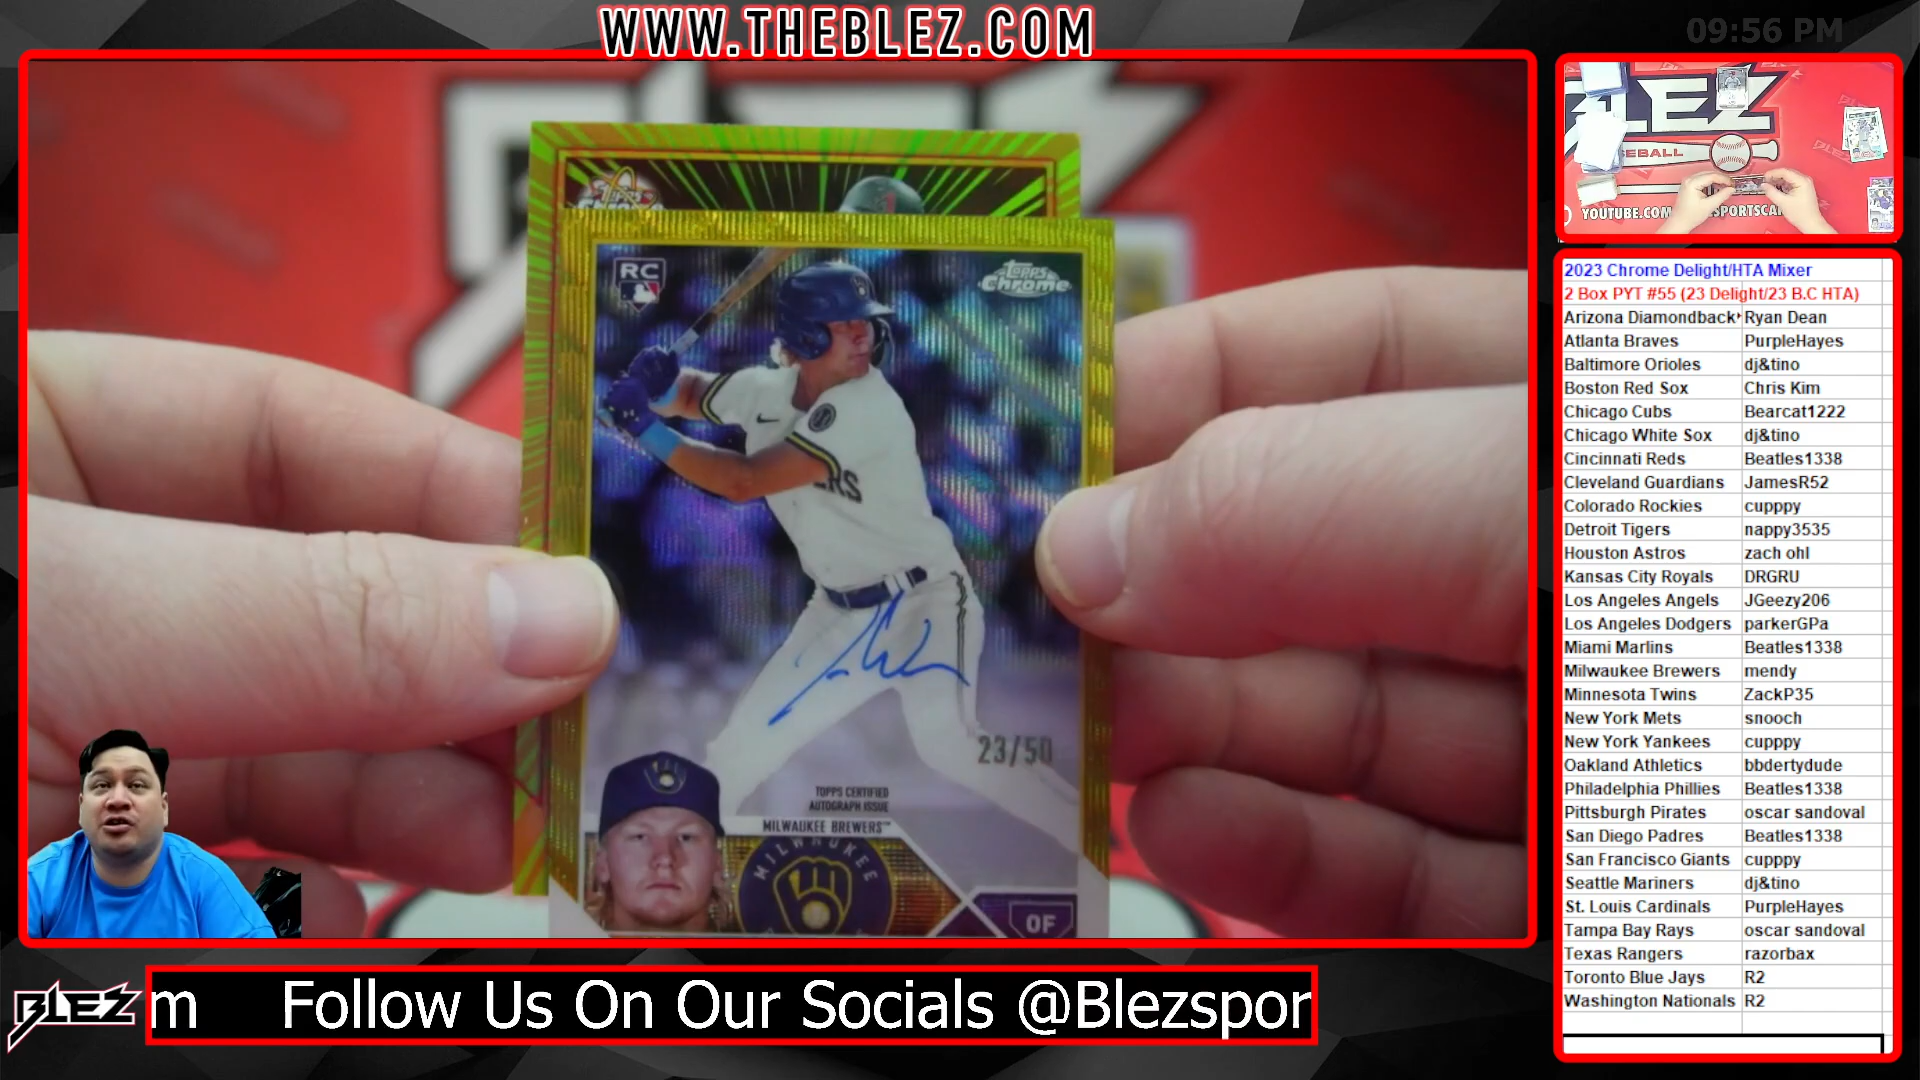 WWW.THEBLEZ.COM
09:56 PM
RC
Topps
Chrome
Topps
Chrome
23/50
TOPPS CERTIFIED
AUTOGRAPH ISSUE
MILWAUKEE BREWERS™
MILWAUKEE
OF
BLEZ
EBALL
YOUTUBE.COM
SPORTSCA
2023 Chrome Delight/HTA Mixer
2 Box PYT #55 (23 Delight/23 B.C HTA)
Arizona Diamondback Ryan Dean
Atlanta Braves PurpleHayes
Baltimore Orioles dj&tino
Boston Red Sox Chris Kim
Chicago Cubs Bearcat1222
Chicago White Sox dj&tino
Cincinnati Reds Beatles1338
Cleveland Guardians JamesR52
Colorado Rockies cupppy
Detroit Tigers nappy3535
Houston Astros zach ohl
Kansas City Royals DRGRU
Los Angeles Angels JGeezy206
Los Angeles Dodgers parkerGPa
Miami Marlins Beatles1338
Milwaukee Brewers mendy
Minnesota Twins ZackP35
New York Mets snooch
New York Yankees cupppy
Oakland Athletics bbdertydude
Philadelphia Phillies Beatles1338
Pittsburgh Pirates oscar sandoval
San Diego Padres Beatles1338
San Francisco Giants cupppy
Seattle Mariners dj&tino
St. Louis Cardinals PurpleHayes
Tampa Bay Rays oscar sandoval
Texas Rangers razorbax
Toronto Blue Jays R2
Washington Nationals R2
BLEZ
m Follow Us On Our Socials @Blezspor